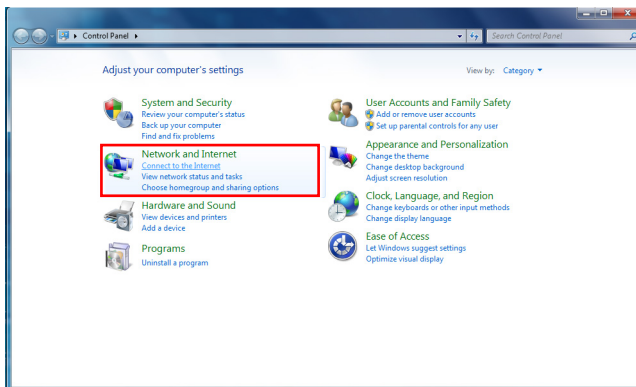 Control Panel
Search Control Panel
Adjust your computer's settings
View by: Category
System and Security
Review your computer's status
Back up your computer
Find and fix problems
Network and Internet
Connect to the Internet
View network status and tasks
Choose homegroup and sharing options
Hardware and Sound
View devices and printers
Add a device
Programs
Uninstall a program
User Accounts and Family Safety
Add or remove user accounts
Set up parental controls for any user
Appearance and Personalization
Change the theme
Change desktop background
Adjust screen resolution
Clock, Language, and Region
Change keyboards or other input methods
Change display language
Ease of Access
Let Windows suggest settings
Optimize visual display